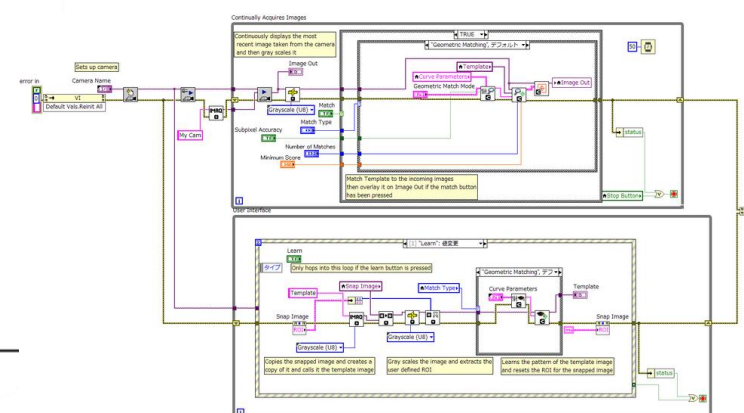 Continually Acquires Images
Continuously displays the most
recent image taken from the camera
and then gray scales it
TRUE
"Geometric Matching", デフォルト
50
Sets up camera
Image Out
Template
error in
Camera Name
Curve Parameters
Image Out
VI
Geometric Match Mode
Default Vals.Reinit All
Grayscale (U8)
Match
IMAQ
My Cam
Match Type
Subpixel Accuracy
Number of Matches
status
Minimum Score
Match Template to the incoming images
then overlay it on Image Out if the match button
has been pressed
Stop Button
i
User Interface
[1] "Learn": 値変更
Learn
タイプ
Only hops into this loop if the learn button is pressed
"Geometric Matching", デフ
Snap Image
Match Type
Template
Curve Parameters
Template
Snap Image
IMAQ
Snap Image
ROI
ROI
Grayscale (U8)
Grayscale (U8)
Copies the snapped image and creates a
copy of it and calls it the template image
Gray scales the image and extracts the
user defined ROI
Learns the pattern of the template image
and resets the ROI for the snapped image
status
i